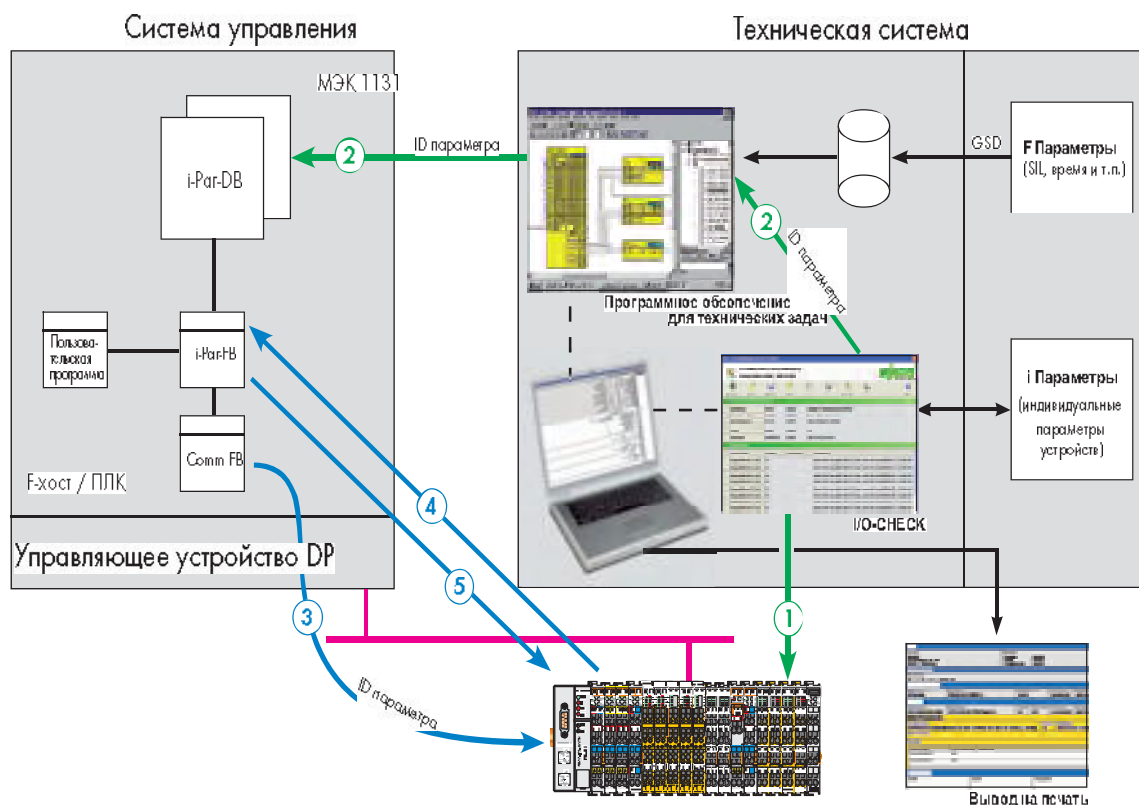 Система управления
Техническая система
МЭК 1131
i-Par-DB
2
ID параметра
GSD
F Параметры
(SIL, время и т.п.)
2
ID параметра
Программное обеспечение
для технических задач
Пользова-
тельская
программа
i-Par-FB
Comm FB
F-хост / ПЛК
i Параметры
(индивидуальные
параметры
устройств)
I/O-CHECK
Управляющее устройство DP
4
5
3
1
ID параметра
Вывод на печать